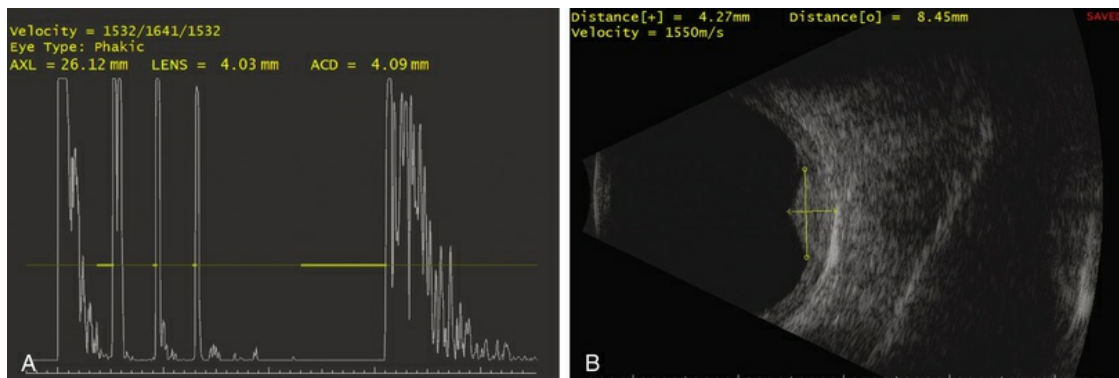 Velocity = 1532/1641/1532
Eye Type: Phakic
AXL = 26.12 mm LENS = 4.03 mm ACD = 4.09 mm
A
Distance[+] = 4.27mm Distance[o] = 8.45mm
SAVED
Velocity = 1550m/s
B